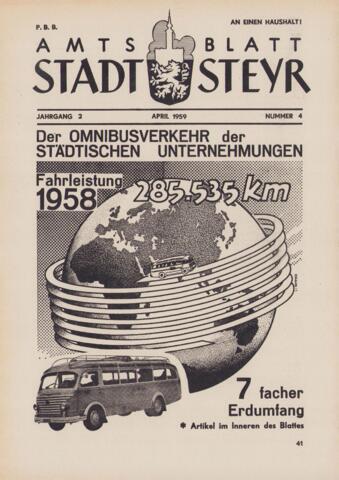 P. B. B.
AN EINEN HAUSHALT!
AMTS BLATT
STADT STEYR
JAHRGANG 2 APRIL 1959 NUMMER 4
Der OMNIBUSVERKEHR der
STÄDTISCHEN UNTERNEHMUNGEN
Fahrleistung
1958
285.535 km
7 facher
Erdumfang
* Artikel im Inneren des Blattes
41